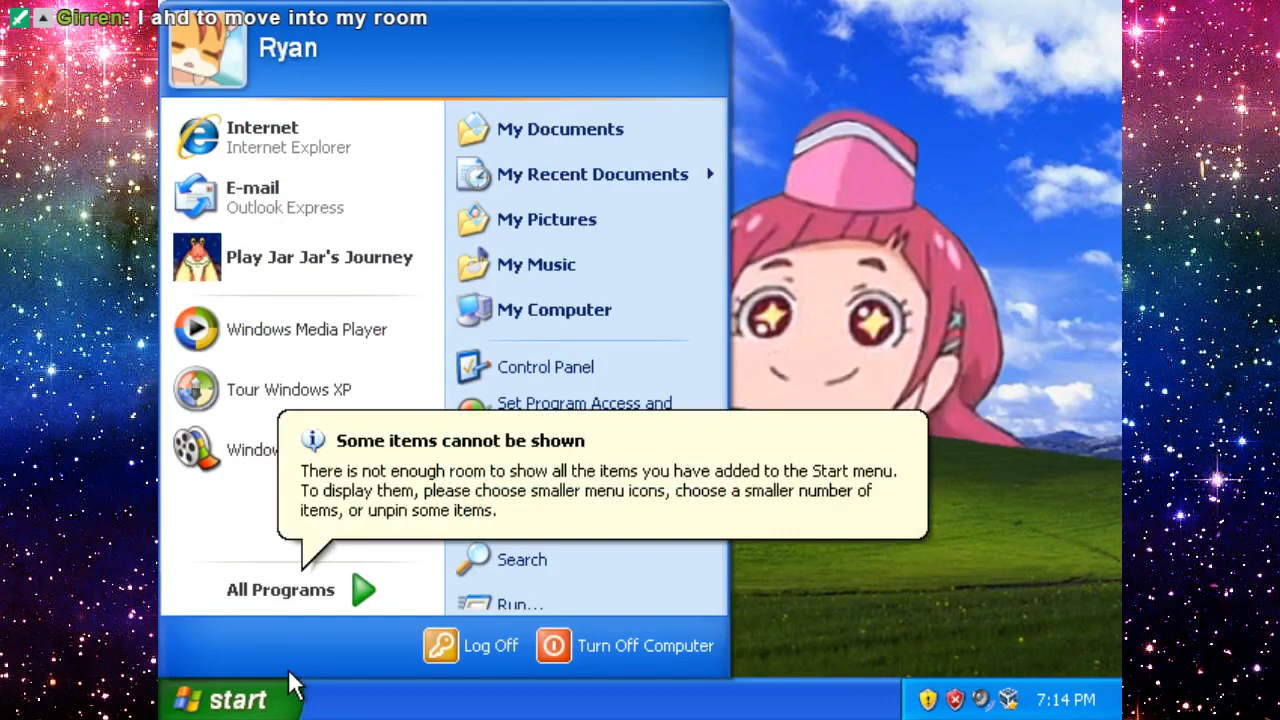 Girren: I ahd to move into my room
Ryan
Internet
Internet Explorer
E-mail
Outlook Express
Play Jar Jar's Journey
Windows Media Player
Tour Windows XP
Window
My Documents
My Recent Documents
My Pictures
My Music
My Computer
Control Panel
Set Program Access and
Some items cannot be shown
There is not enough room to show all the items you have added to the Start menu.
To display them, please choose smaller menu icons, choose a smaller number of
items, or unpin some items.
Search
Run...
All Programs
Log Off
Turn Off Computer
start
7:14 PM